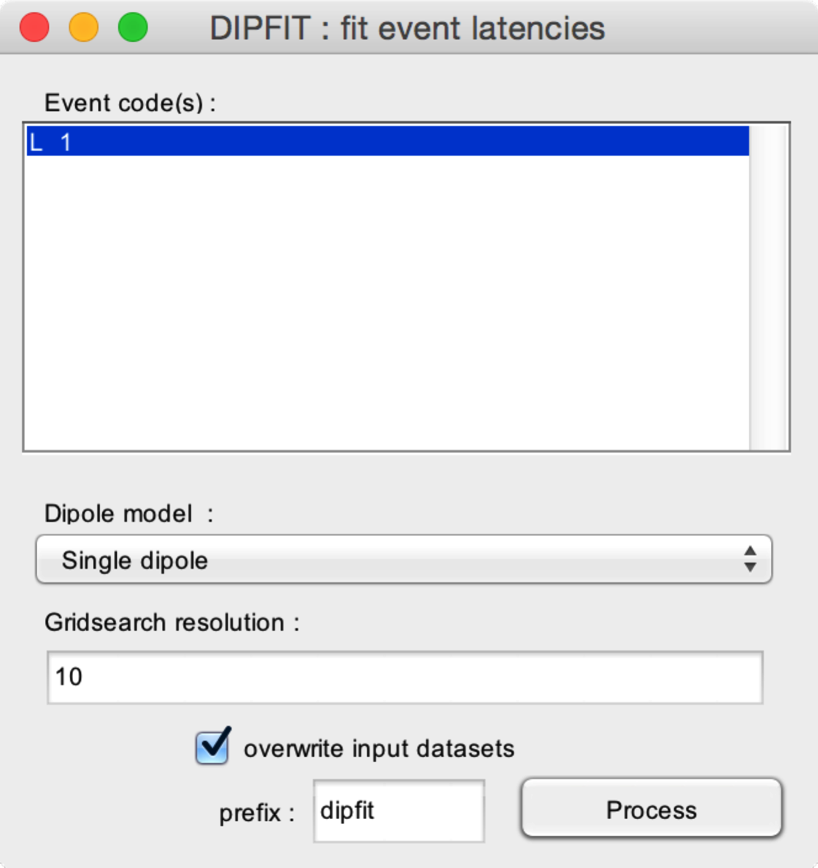 DIPFIT : fit event latencies
Event code(s) :
L 1
Dipole model :
Single dipole
Gridsearch resolution :
10
overwrite input datasets
prefix : dipfit Process